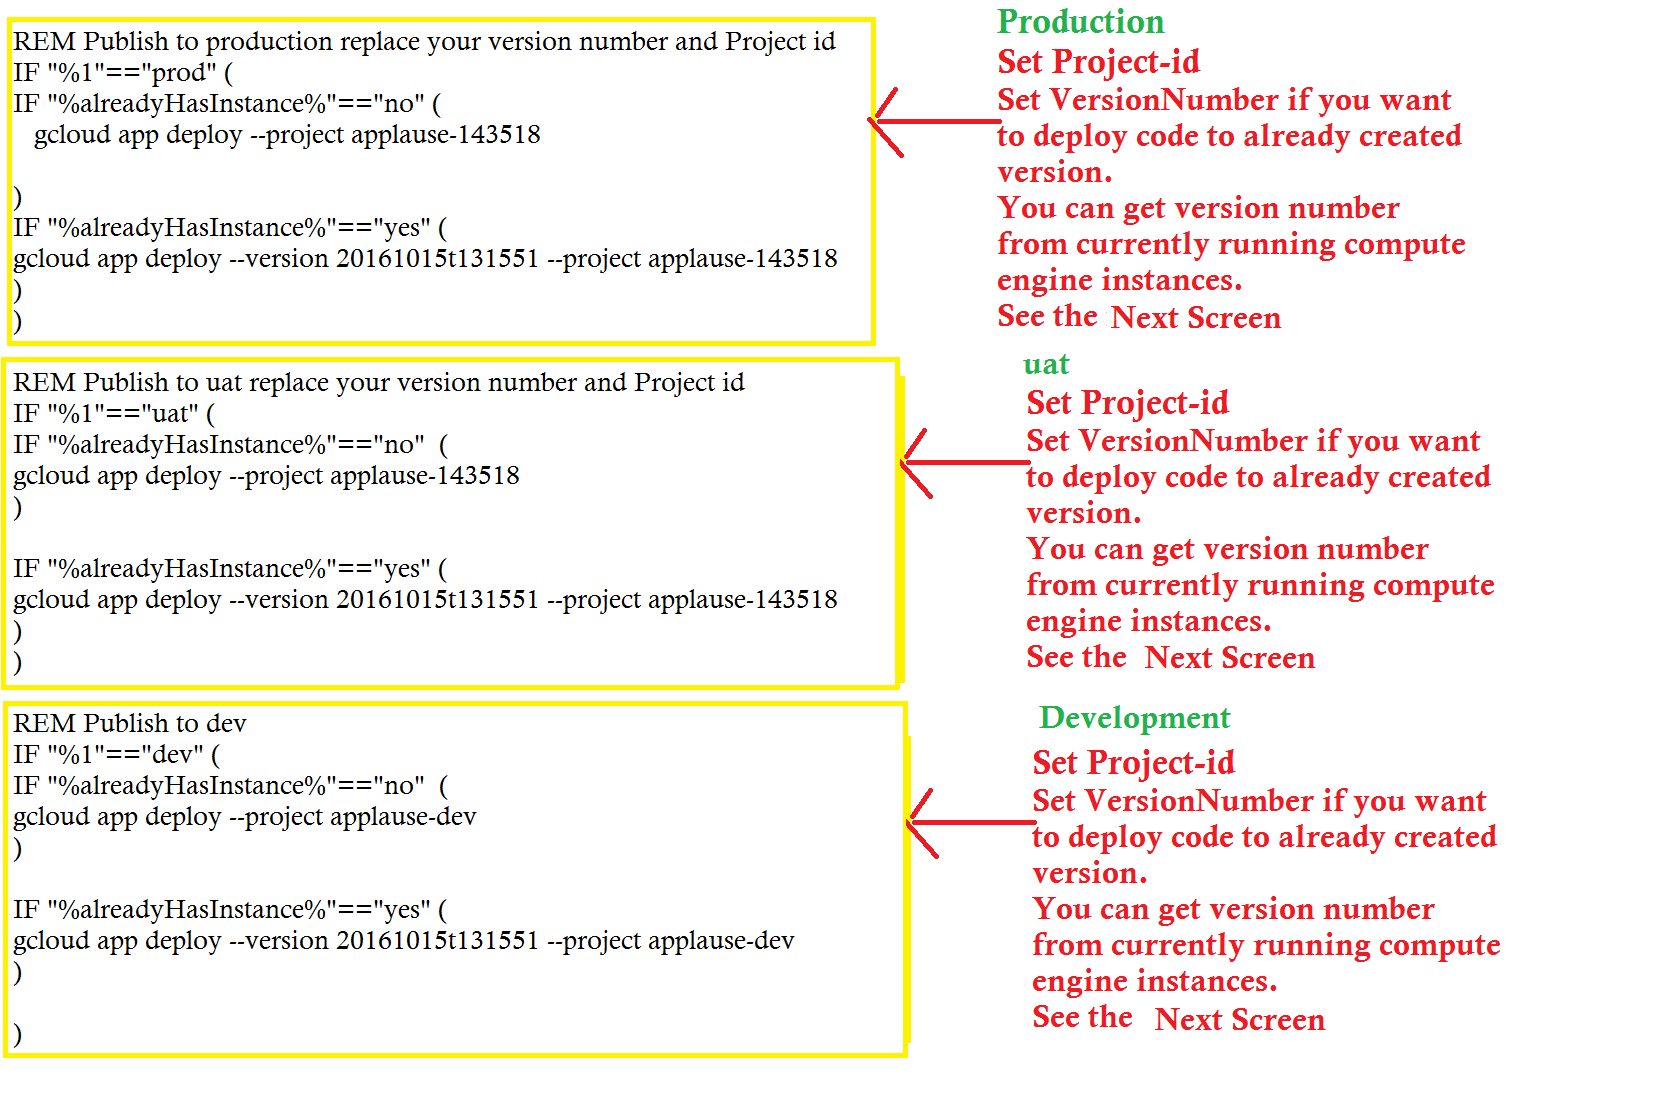 REM Publish to production replace your version number and Project id
IF "%1"=="prod" (
IF "%alreadyHasInstance%"=="no" (
gcloud app deploy --project applause-143518
)
IF "%alreadyHasInstance%"=="yes" (
gcloud app deploy --version 20161015t131551 --project applause-143518
)
)
Production
Set Project-id
Set VersionNumber if you want
to deploy code to already created
version.
You can get version number
from currently running compute
engine instances.
See the Next Screen
REM Publish to uat replace your version number and Project id
IF "%1"=="uat" (
IF "%alreadyHasInstance%"=="no" (
gcloud app deploy --project applause-143518
)
IF "%alreadyHasInstance%"=="yes" (
gcloud app deploy --version 20161015t131551 --project applause-143518
)
)
uat
Set Project-id
Set VersionNumber if you want
to deploy code to already created
version.
You can get version number
from currently running compute
engine instances.
See the Next Screen
REM Publish to dev
IF "%1"=="dev" (
IF "%alreadyHasInstance%"=="no" (
gcloud app deploy --project applause-dev
)
IF "%alreadyHasInstance%"=="yes" (
gcloud app deploy --version 20161015t131551 --project applause-dev
)
)
Development
Set Project-id
Set VersionNumber if you want
to deploy code to already created
version.
You can get version number
from currently running compute
engine instances.
See the Next Screen